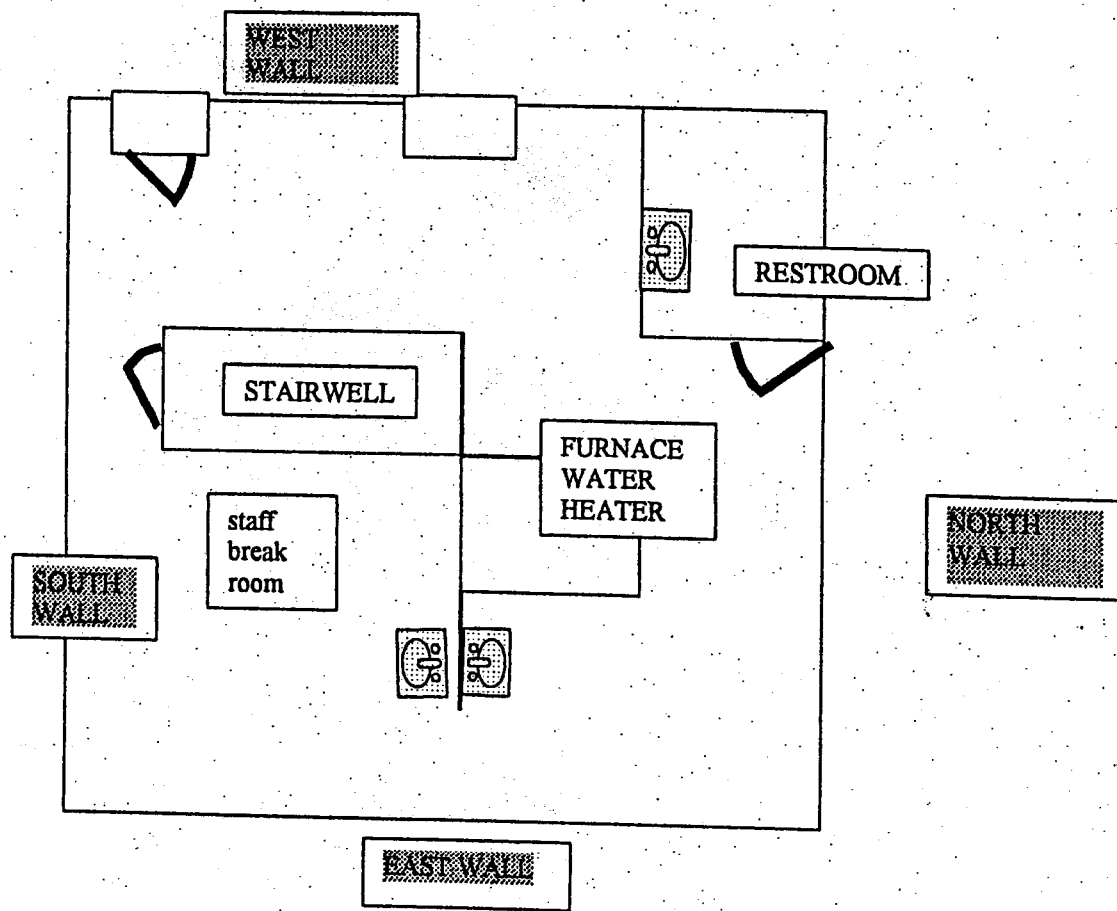 WEST
WALL
RESTROOM
STAIRWELL
FURNACE
WATER
HEATER
staff
break
room
NORTH
WALL
SOUTH
WALL
EAST WALL